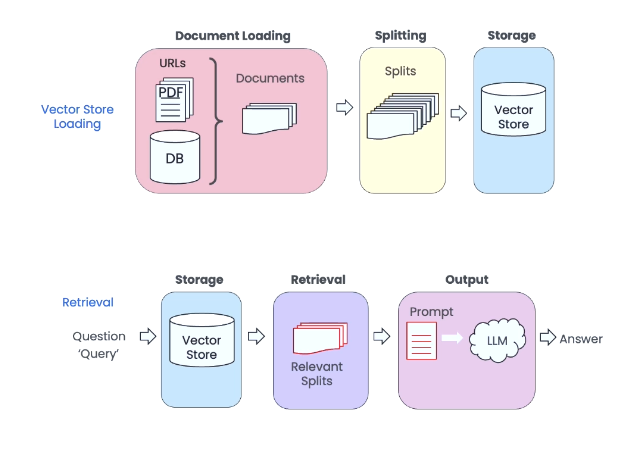 Document Loading
Splitting
Storage
URLs
PDF
DB
Documents
Splits
Vector
Store
Vector Store
Loading
Storage
Retrieval
Output
Retrieval
Question
‘Query’
Vector
Store
Relevant
Splits
Prompt
LLM
Answer